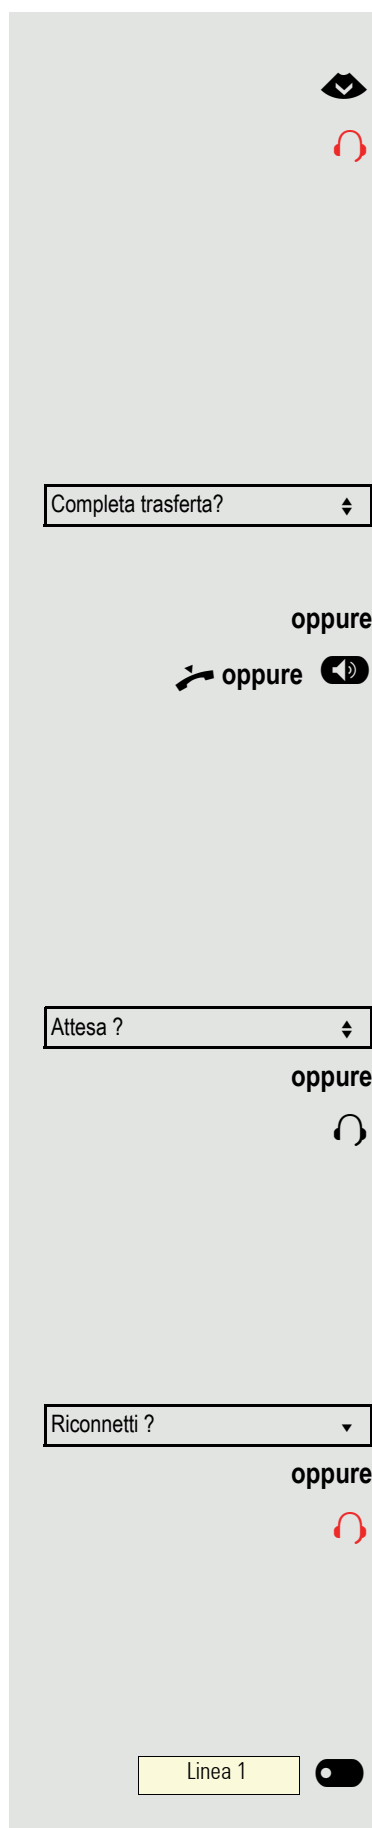 Completa trasferta?
oppure
oppure
Attesa ?
oppure
Riconnetti ?
oppure
Linea 1